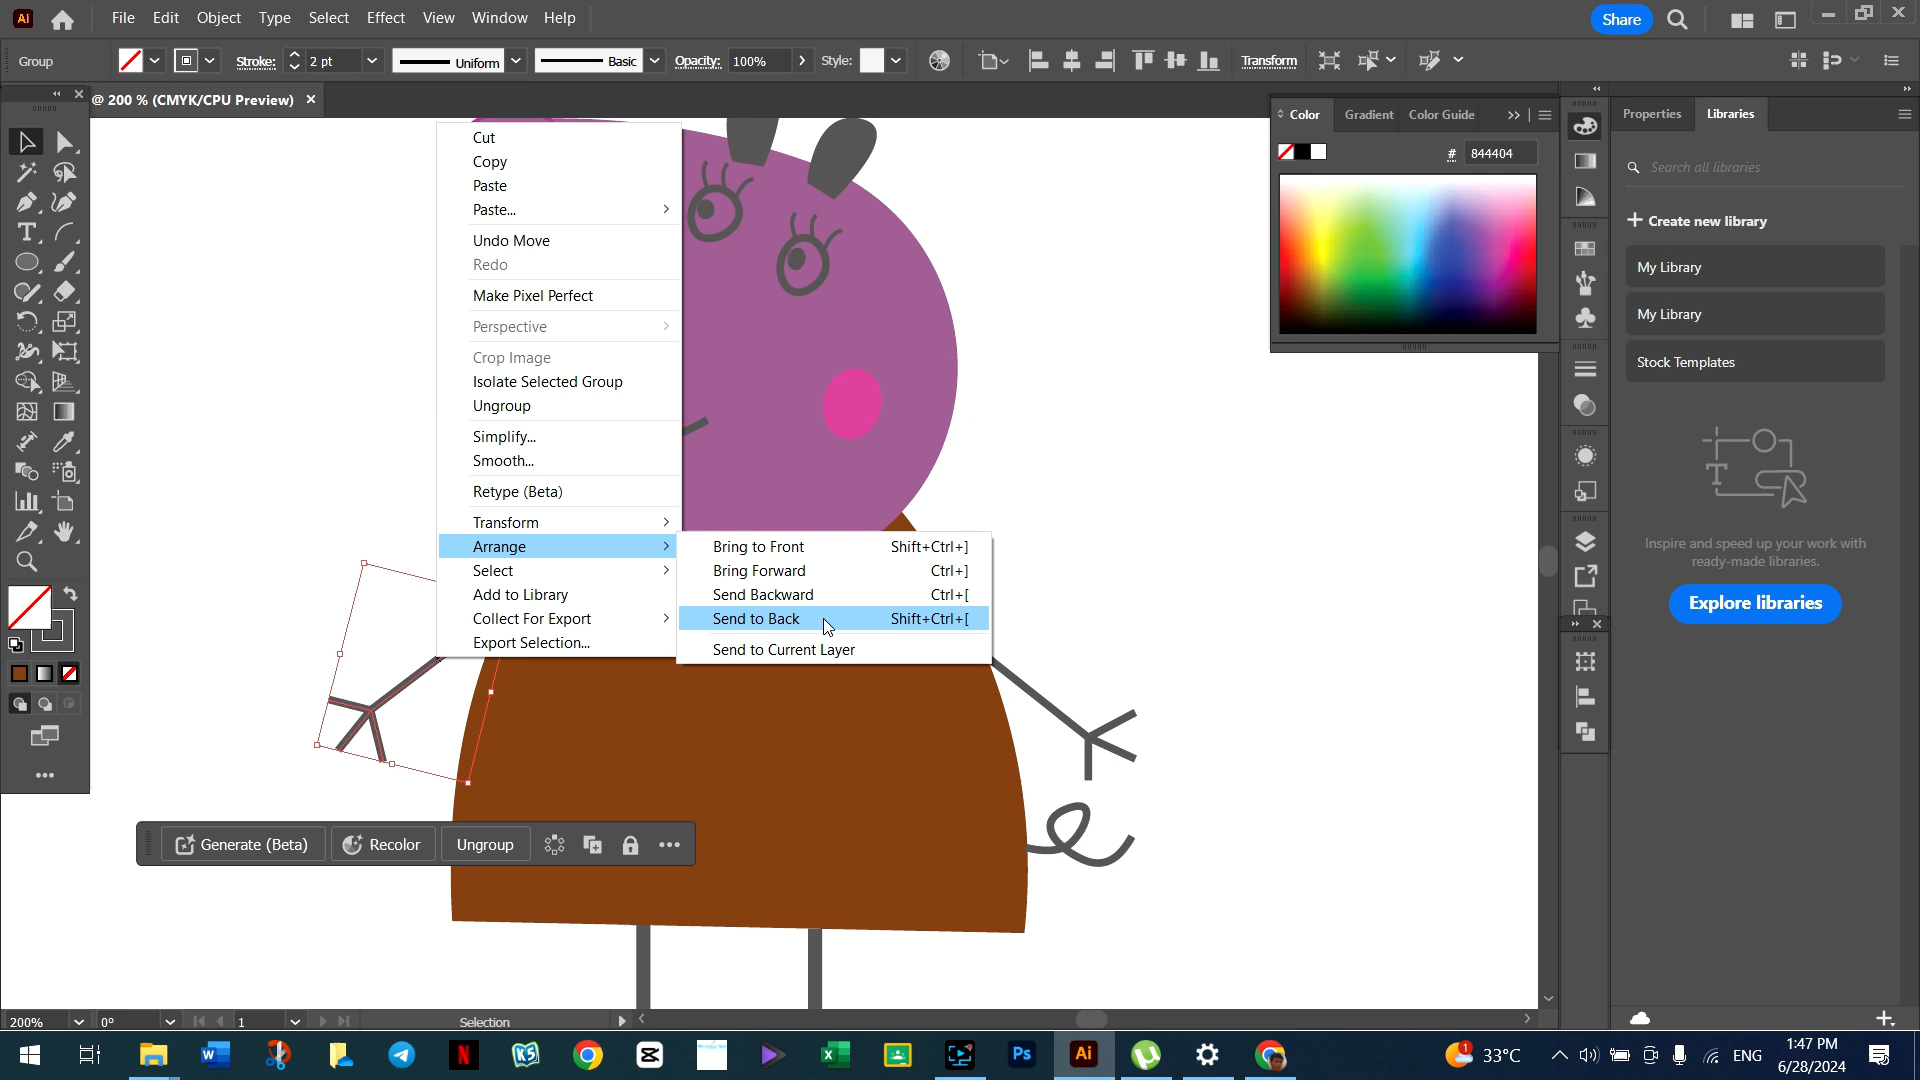 Ai File Edit Object Type Select Effect View Window Help Share
Group Stroke: 2 pt Uniform Basic Opacity: 100% Style: Transform
@ 200 % (CMYK/CPU Preview)
Cut
Copy
Paste
Paste...
Undo Move
Redo
Make Pixel Perfect
Perspective
Crop Image
Isolate Selected Group
Ungroup
Simplify...
Smooth...
Retype (Beta)
Transform
Arrange
Select
Add to Library
Collect For Export
Export Selection...
Bring to Front Shift+Ctrl+]
Bring Forward Ctrl+]
Send Backward Ctrl+[
Send to Back Shift+Ctrl+[
Send to Current Layer
Generate (Beta) Recolor Ungroup
Color Gradient Color Guide
# 844404
Properties Libraries
Search all libraries
Create new library
My Library
My Library
Stock Templates
Inspire and speed up your work with
ready-made libraries.
Explore libraries
200% 0° 1 Selection
W N K5 Ps Ai 1 33°C ENG
1:47 PM
6/28/2024